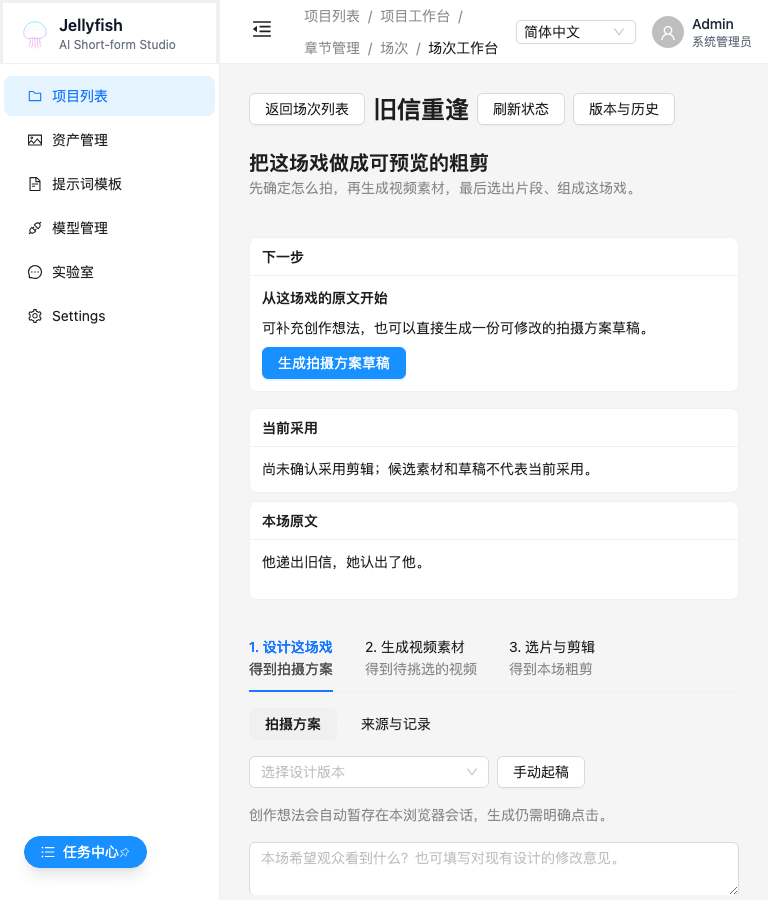 Jellyfish
AI Short-form Studio
项目列表
资产管理
提示词模板
模型管理
实验室
Settings
任务中心
项目列表 / 项目工作台 /
章节管理 / 场次 / 场次工作台
简体中文
Admin
系统管理员
返回场次列表
旧信重逢
刷新状态
版本与历史
把这场戏做成可预览的粗剪
先确定怎么拍，再生成视频素材，最后选出片段、组成这场戏。
下一步
从这场戏的原文开始
可补充创作想法，也可以直接生成一份可修改的拍摄方案草稿。
生成拍摄方案草稿
当前采用
尚未确认采用剪辑；候选素材和草稿不代表当前采用。
本场原文
他递出旧信，她认出了他。
1. 设计这场戏
得到拍摄方案
2. 生成视频素材
得到待挑选的视频
3. 选片与剪辑
得到本场粗剪
拍摄方案
来源与记录
选择设计版本
手动起稿
创作想法会自动暂存在本浏览器会话，生成仍需明确点击。
本场希望观众看到什么？也可填写对现有设计的修改意见。